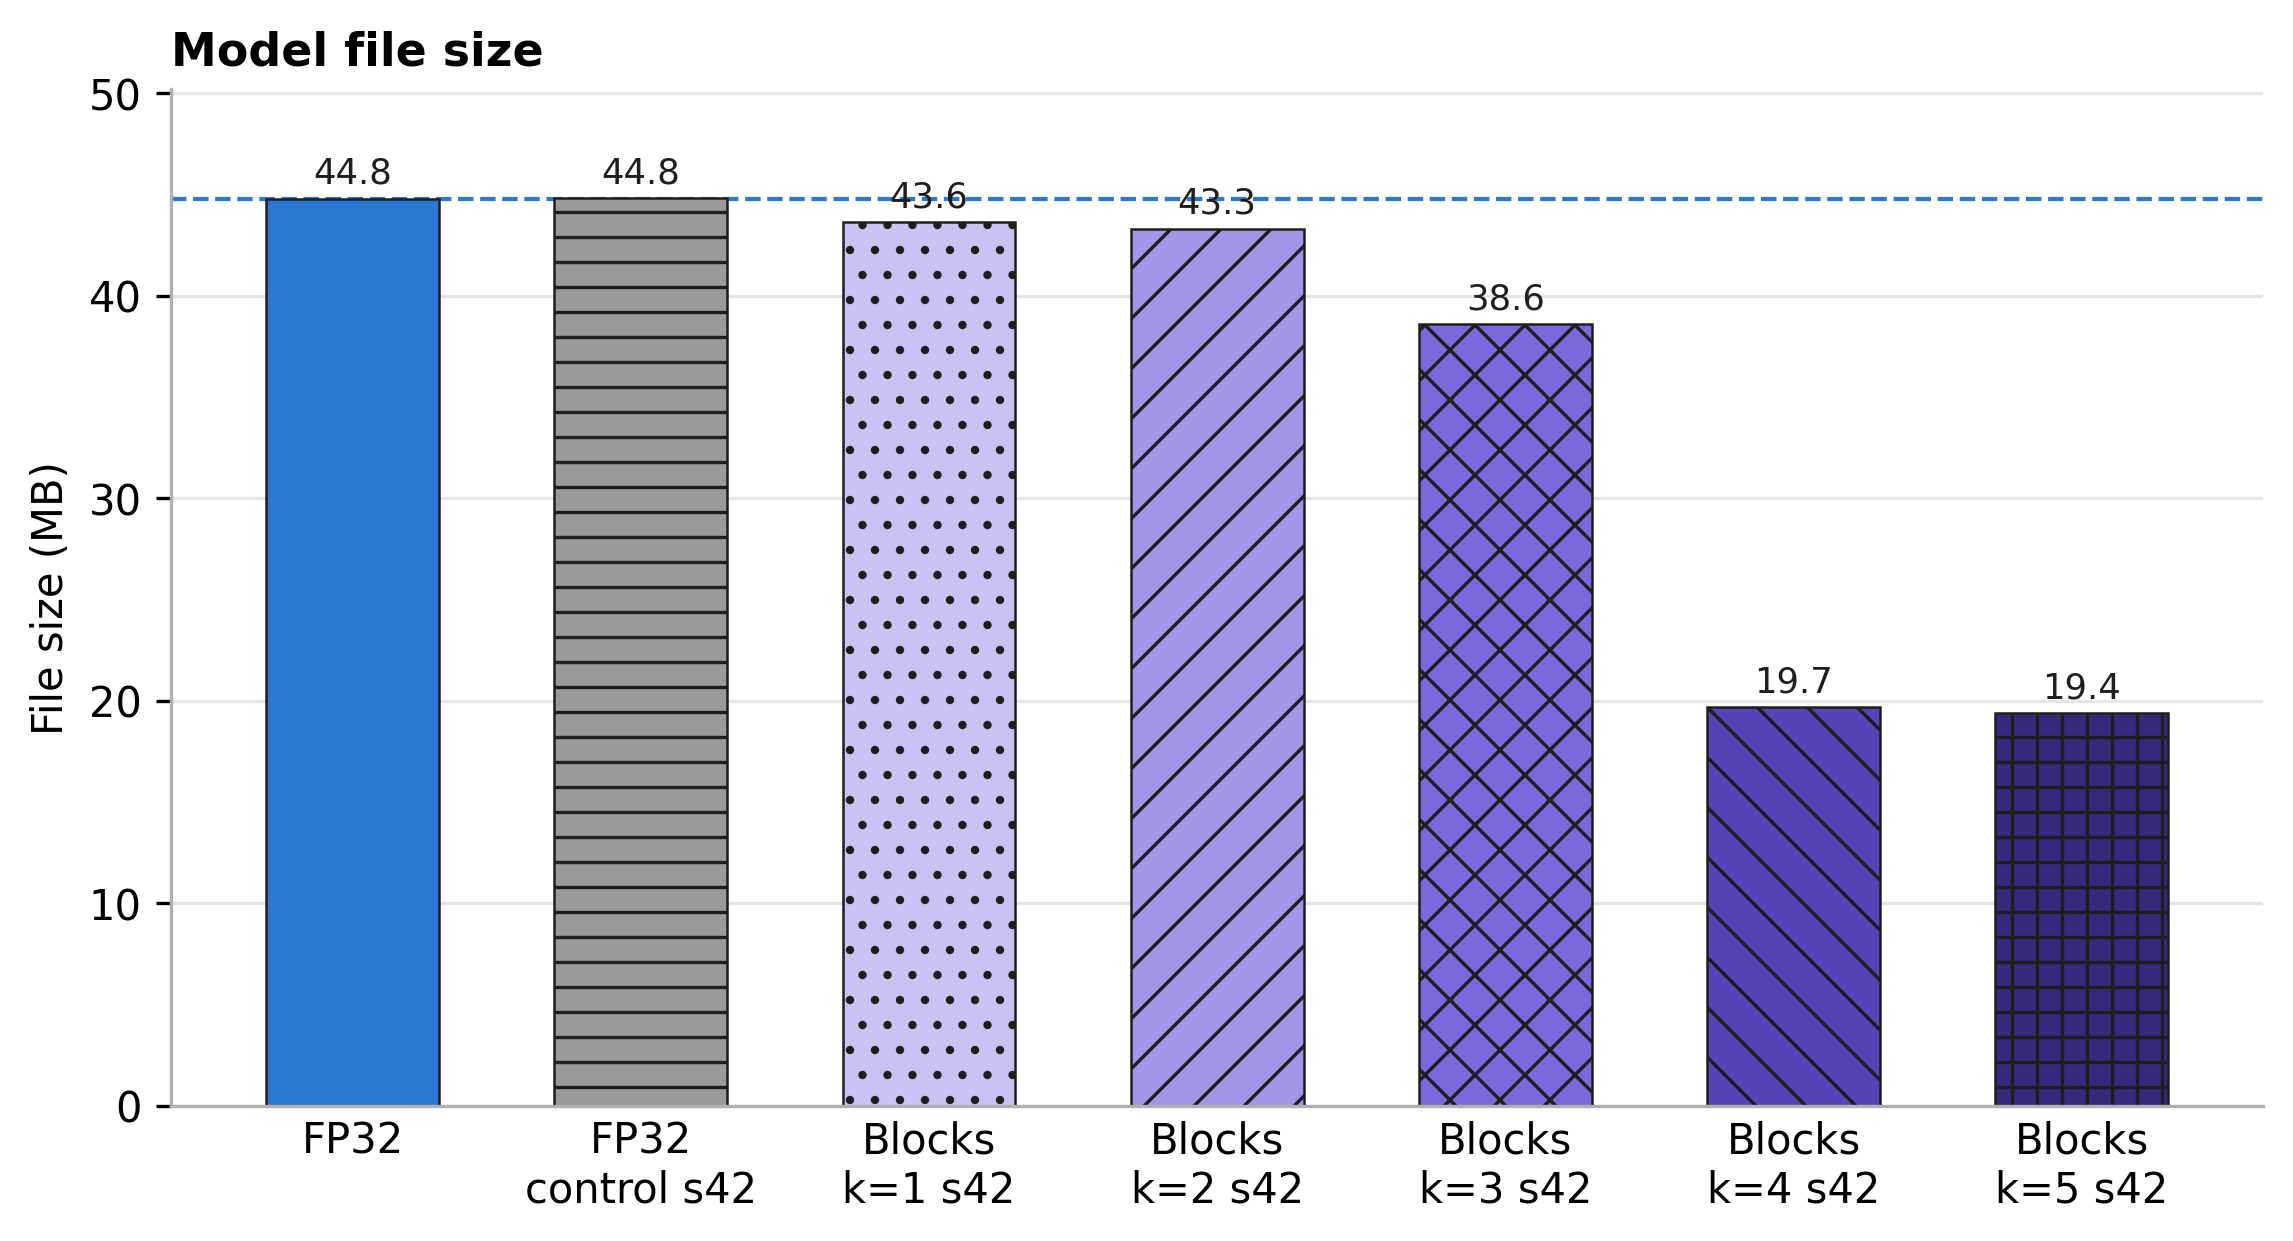 Model file size
File size (MB)
50
40
30
20
10
0
44.8
44.8
43.6
43.3
38.6
19.7
19.4
FP32
FP32
control s42
Blocks
k=1 s42
Blocks
k=2 s42
Blocks
k=3 s42
Blocks
k=4 s42
Blocks
k=5 s42